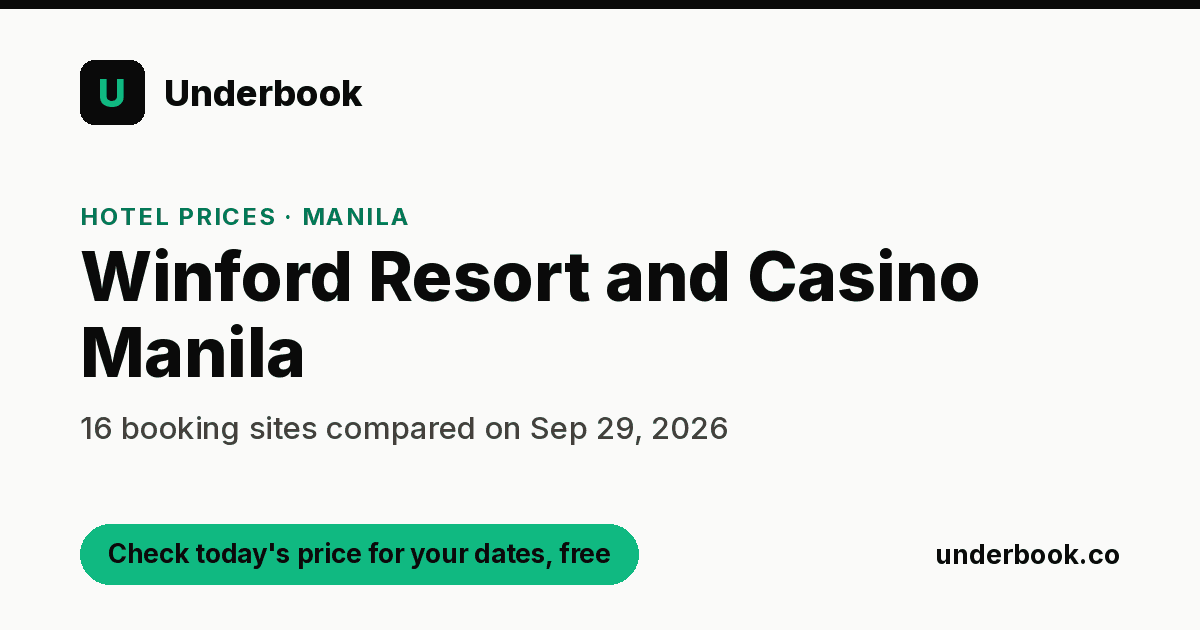 U
Underbook
HOTEL PRICES · MANILA
Winford Resort and Casino
Manila
16 booking sites compared on Sep 29, 2026
Check today's price for your dates, free
underbook.co